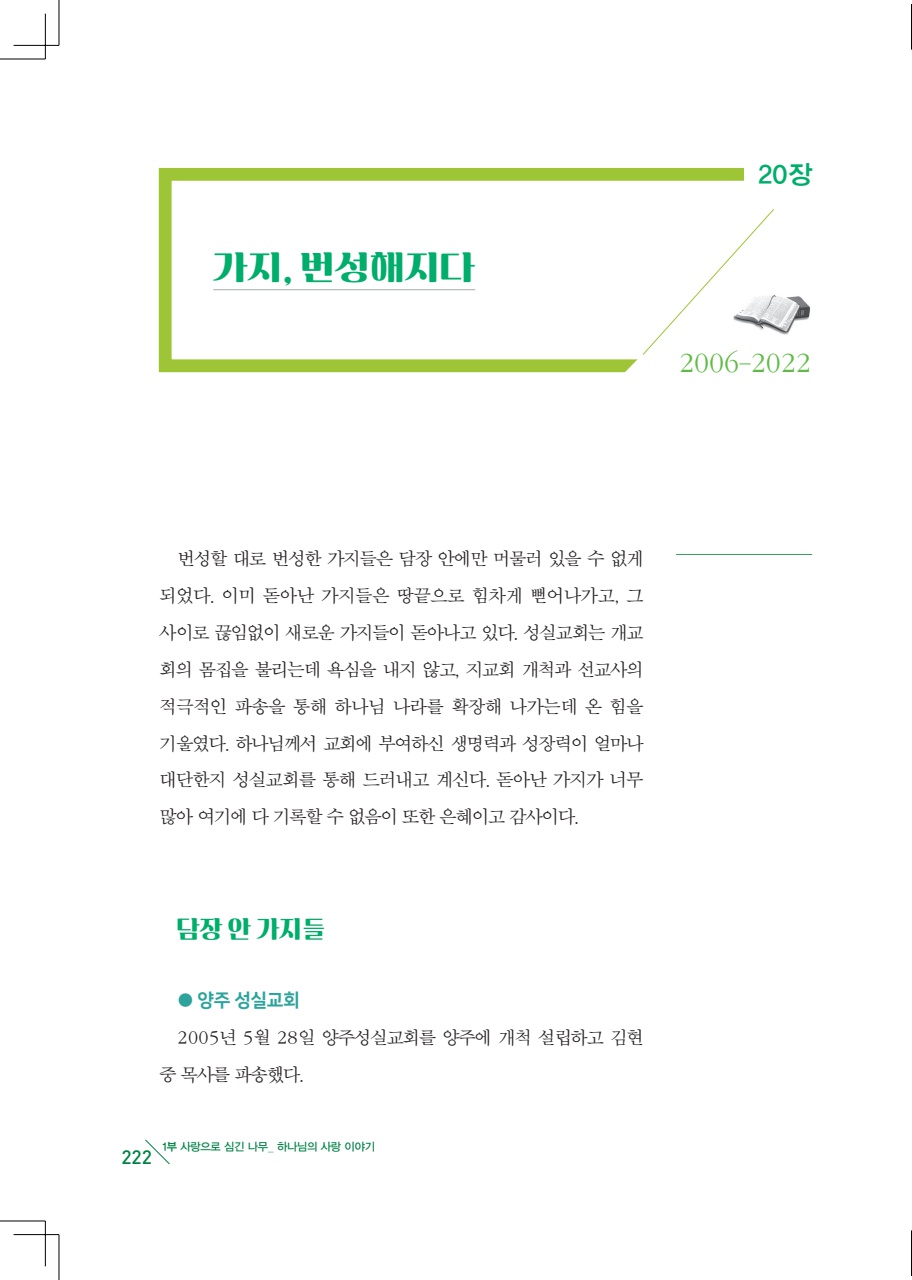 20장
가지, 번성해지다
2006-2022
번성할 대로 번성한 가지들은 담장 안에만 머물러 있을 수 없게
되었다. 이미 돋아난 가지들은 땅끝으로 힘차게 뻗어나가고, 그
사이로 끊임없이 새로운 가지들이 돋아나고 있다. 성실교회는 개교
회의 몸집을 불리는데 욕심을 내지 않고, 지교회 개척과 선교사의
적극적인 파송을 통해 하나님 나라를 확장해 나가는데 온 힘을
기울였다. 하나님께서 교회에 부여하신 생명력과 성장력이 얼마나
대단한지 성실교회를 통해 드러내고 계신다. 돋아난 가지가 너무
많아 여기에 다 기록할 수 없음이 또한 은혜이고 감사이다.
담장 안 가지들
● 양주 성실교회
2005년 5월 28일 양주성실교회를 양주에 개척 설립하고 김현
중 목사를 파송했다.
222 1부 사랑으로 심긴 나무_ 하나님의 사랑 이야기